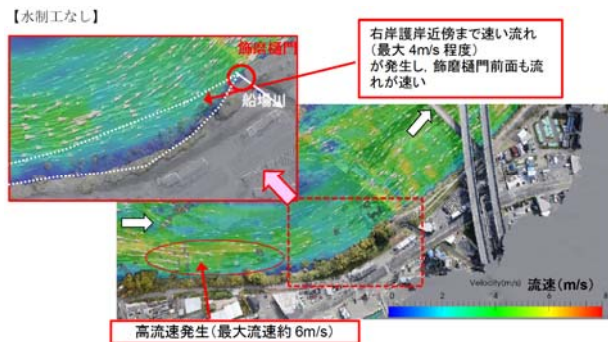 【水制工なし】
飾磨樋門
船場川
右岸護岸近傍まで速い流れ
(最大 4m/s 程度)
が発生し、飾磨樋門前面も流
れが速い
Velocity(m/s) 流速(m/s)
0 2 4 6 8
高流速発生(最大流速約 6m/s)